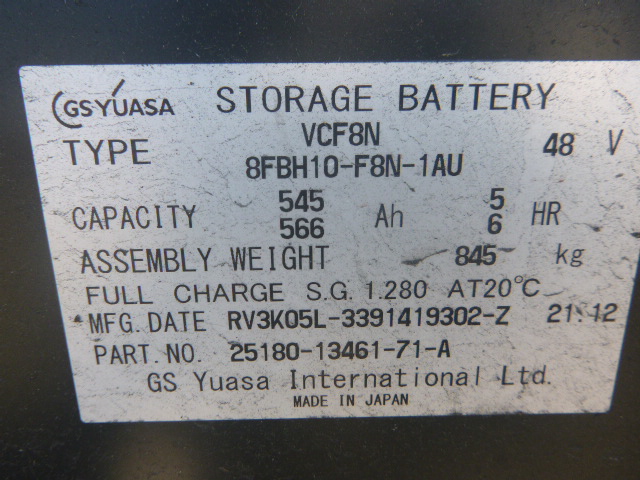 GS YUASA STORAGE BATTERY
TYPE VCF8N 48 V
8FBH10-F8N-1AU
CAPACITY 545 Ah 5 HR
566 6
ASSEMBLY WEIGHT 845 kg
FULL CHARGE S.G. 1.280 AT20℃
MFG. DATE RV3K05L-3391419302-Z 21.12
PART. NO. 25180-13461-71-A
GS Yuasa International Ltd.
MADE IN JAPAN